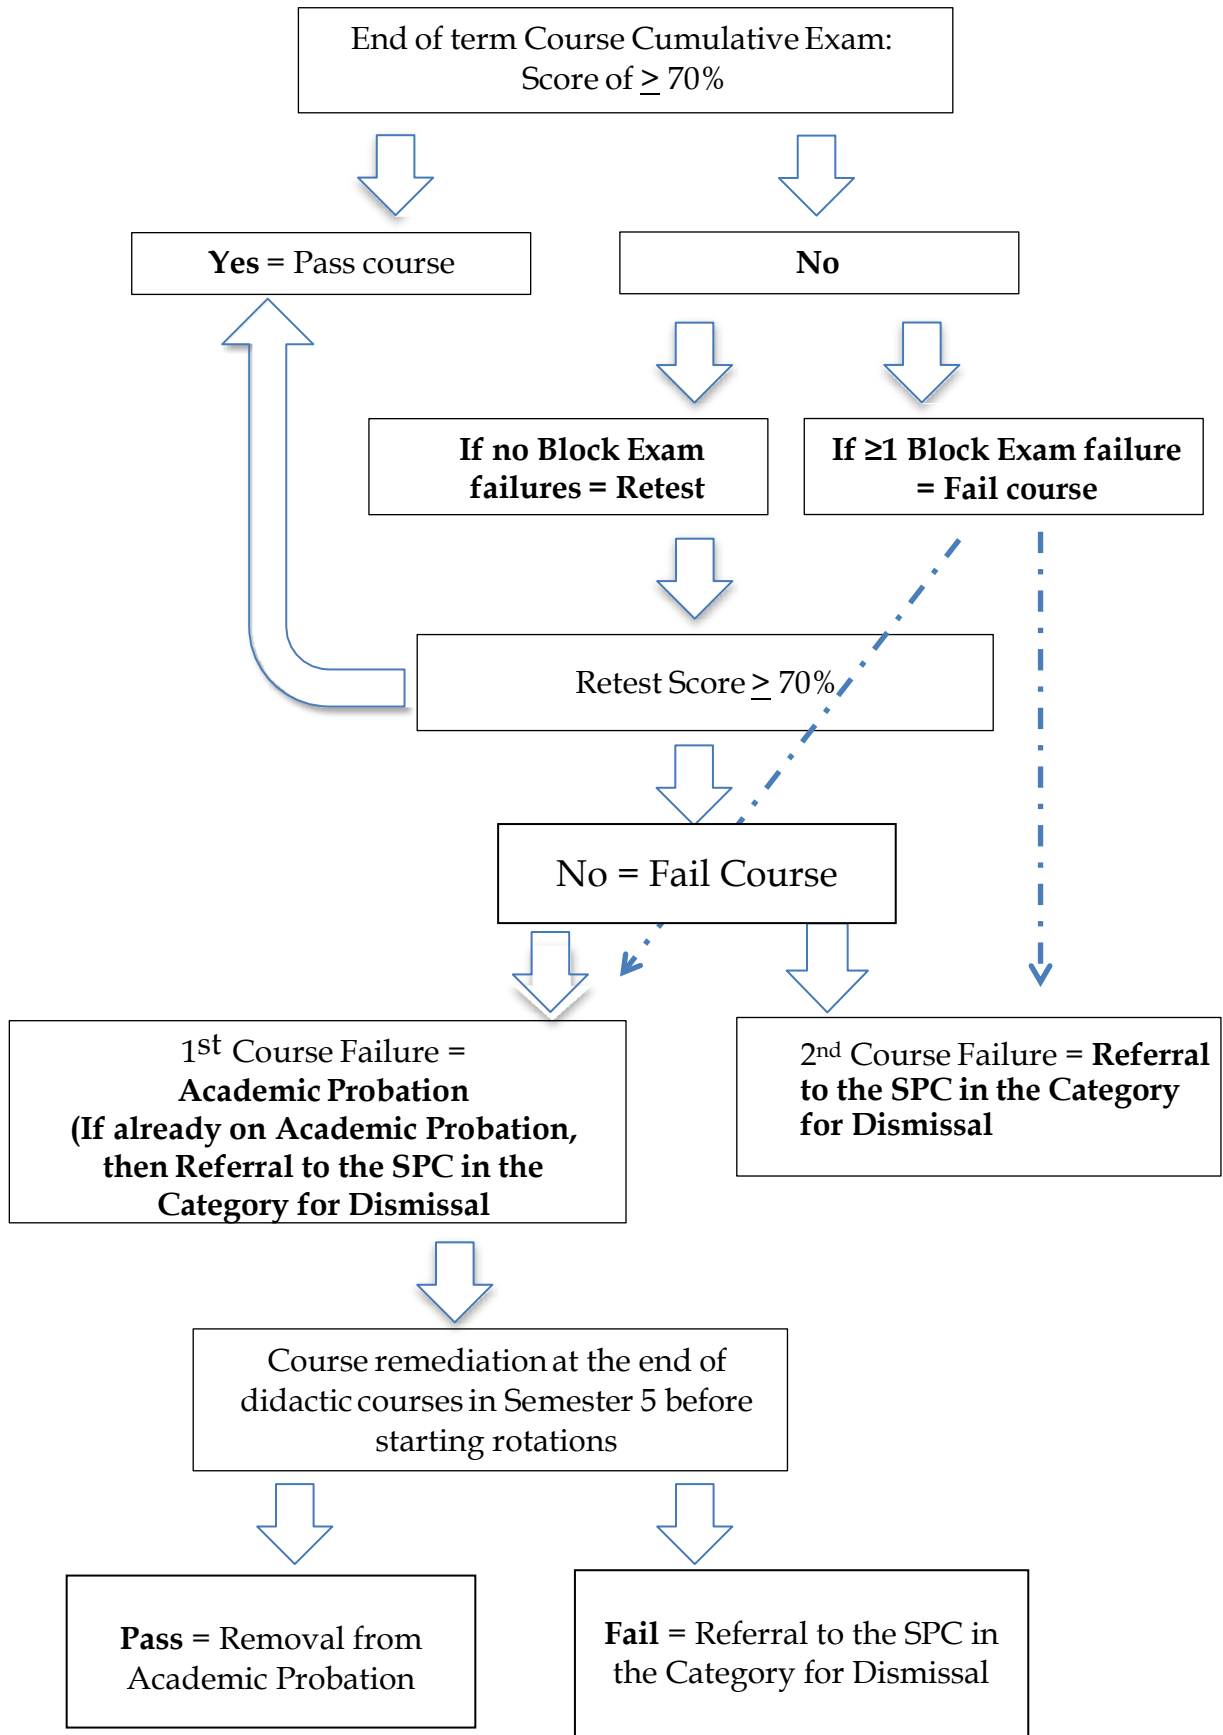 End of term Course Cumulative Exam:
Score of ≥ 70%
Yes = Pass course
No
If no Block Exam
failures = Retest
If ≥1 Block Exam failure
= Fail course
Retest Score ≥ 70%
No = Fail Course
1st Course Failure =
Academic Probation
(If already on Academic Probation,
then Referral to the SPC in the
Category for Dismissal
2nd Course Failure = Referral
to the SPC in the Category
for Dismissal
Course remediation at the end of
didactic courses in Semester 5 before
starting rotations
Pass = Removal from
Academic Probation
Fail = Referral to the SPC in
the Category for Dismissal